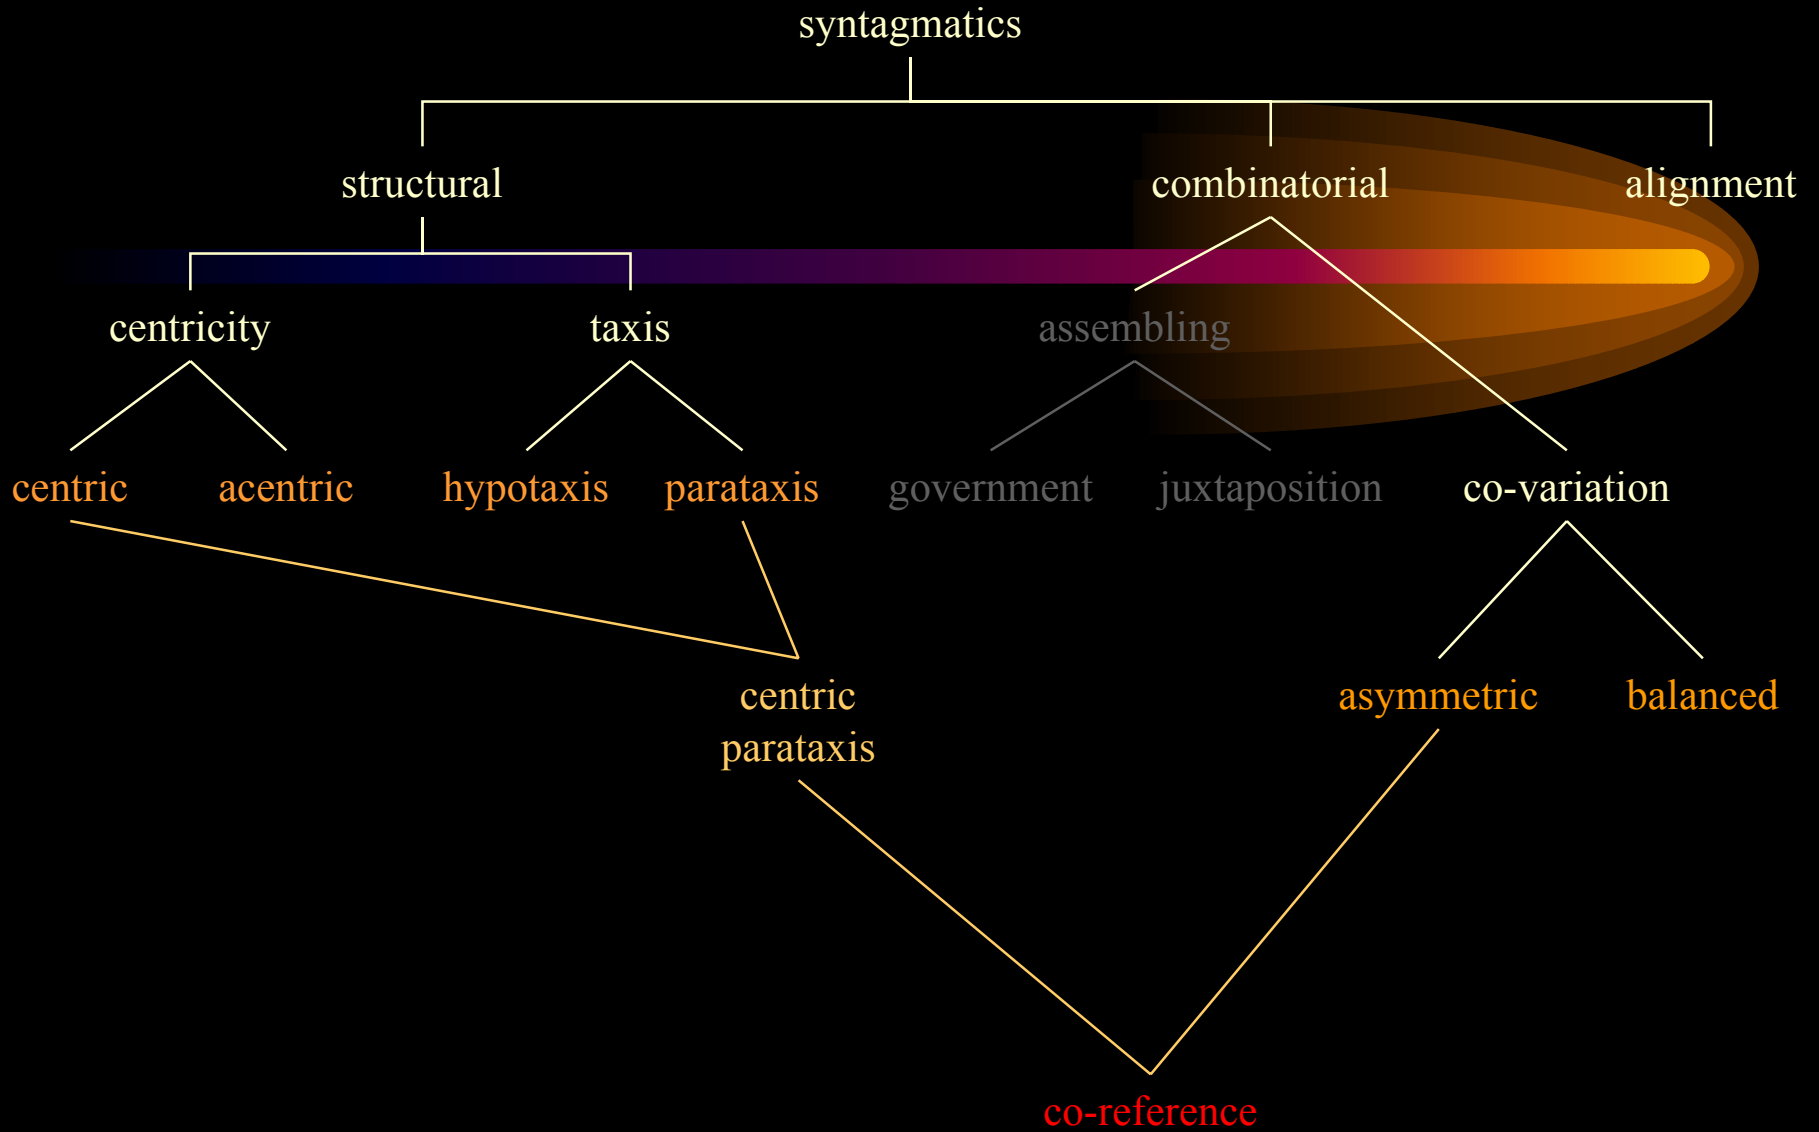 syntagmatics
structural
combinatorial
alignment
centricity
taxis
assembling
centric
acentric
hypotaxis
parataxis
government
juxtaposition
co-variation
centric
parataxis
asymmetric
balanced
co-reference